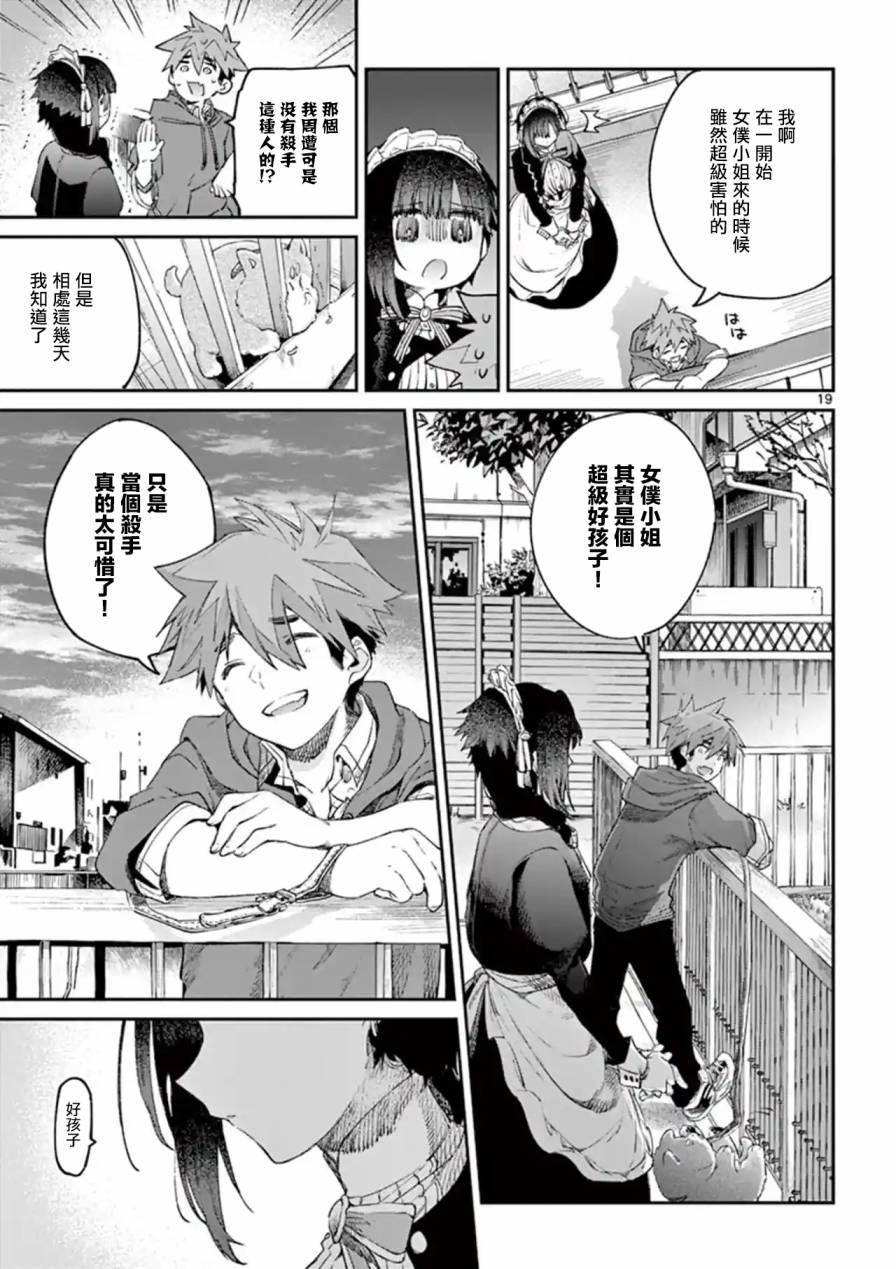 我啊
在一開始
女僕小姐來的時候
雖然超級害怕的
はは
那個
我周遭可是
沒有殺手
這種人的!?
但是
相處這幾天
我知道了
19
女僕小姐
其實是個
超級好孩子！
只是
當個殺手
真的太可惜了！
好孩子